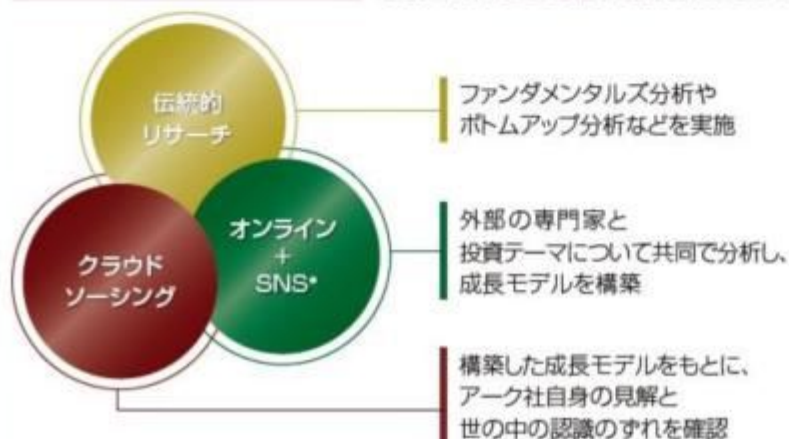 伝統的
リサーチ
ファンダメンタルズ分析や
ボトムアップ分析などを実施
オンライン
+
SNS*
外部の専門家と
投資テーマについて共同で分析し、
成長モデルを構築
クラウド
ソーシング
構築した成長モデルをもとに、
アーク社自身の見解と
世の中の認識のずれを確認